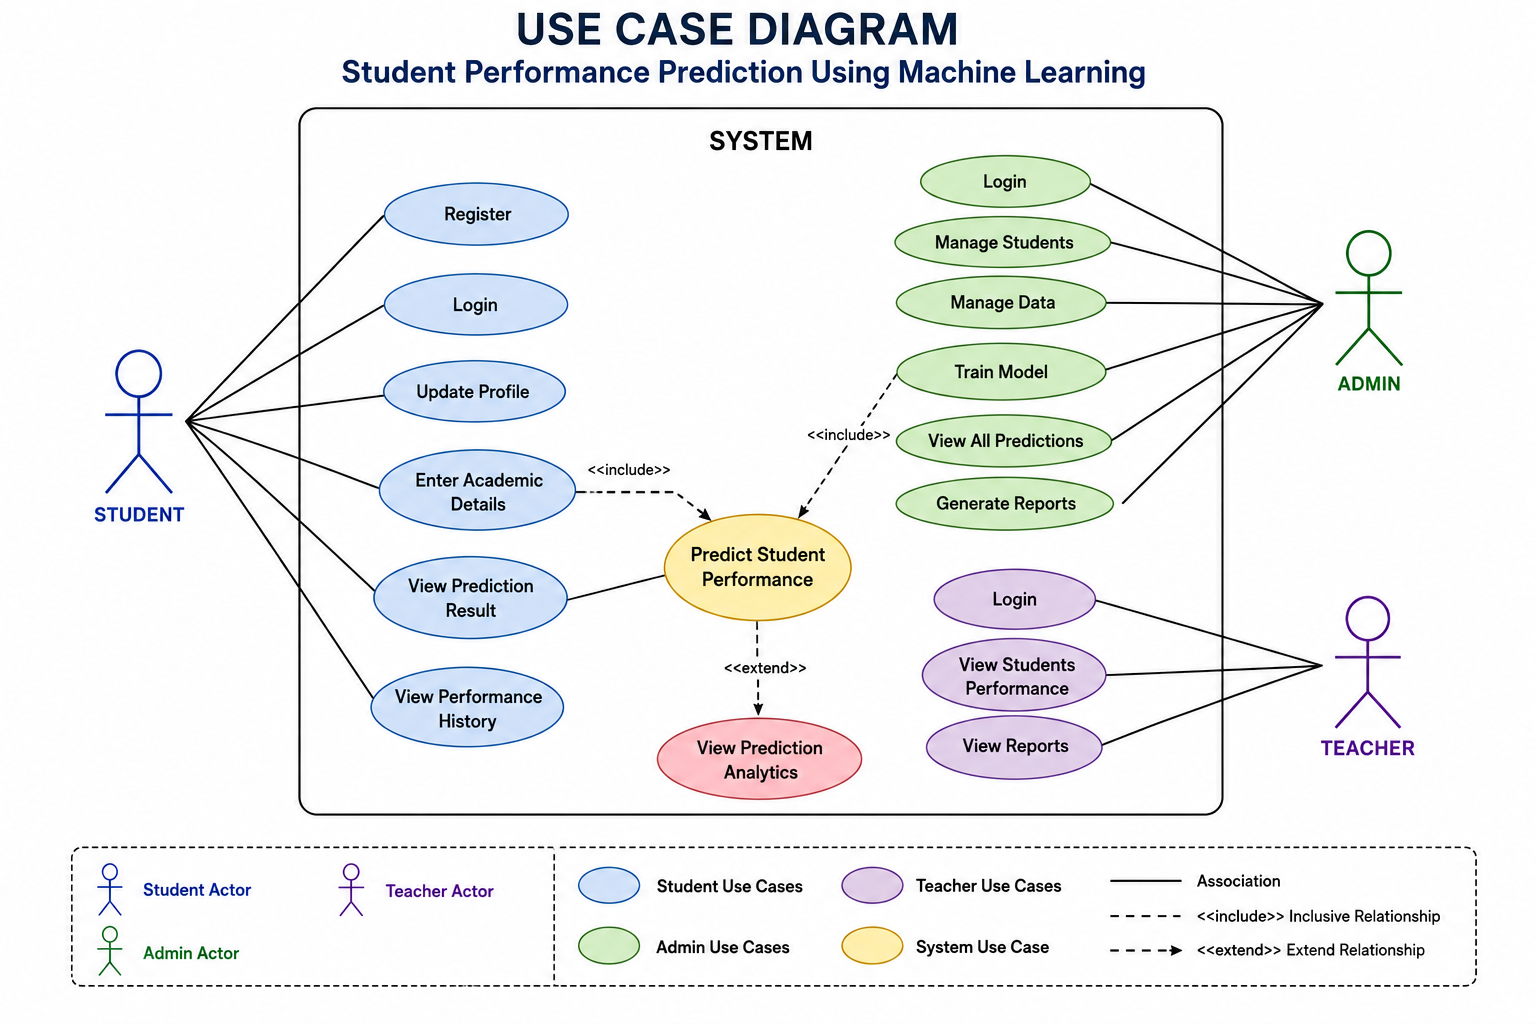 USE CASE DIAGRAM
Student Performance Prediction Using Machine Learning
SYSTEM
Register
Login
Update Profile
Enter Academic
Details
View Prediction
Result
View Performance
History
STUDENT
<<include>>
<<include>>
Predict Student
Performance
<<extend>>
View Prediction
Analytics
Login
Manage Students
Manage Data
Train Model
View All Predictions
Generate Reports
ADMIN
Login
View Students
Performance
View Reports
TEACHER
Student Actor
Teacher Actor
Admin Actor
Student Use Cases
Teacher Use Cases
Admin Use Cases
System Use Case
Association
<<include>> Inclusive Relationship
<<extend>> Extend Relationship